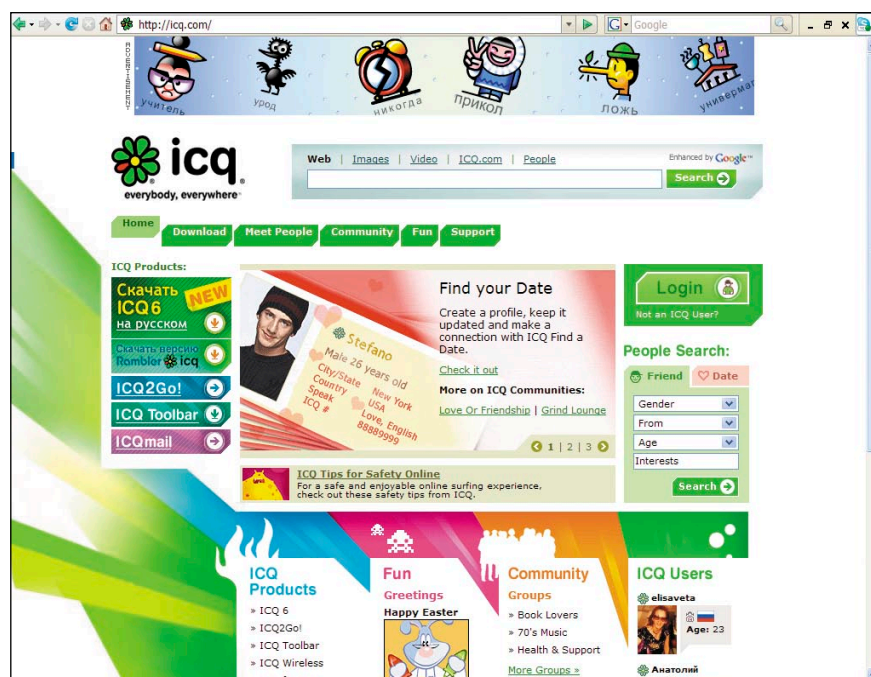 http://icq.com/
Google
ADVERTISEMENT
учитель
урод
никогда
прикол
ложь
универмаг
icq
everybody, everywhere
Web | Images | Video | ICQ.com | People
Enhanced by Google
Search
Home
Download
Meet People
Community
Fun
Support
ICQ Products:
Скачать
ICQ6
на русском
NEW
Скачать версию
Rambler icq
ICQ2Go!
ICQ Toolbar
ICQmail
Stefano
Male 26 years old
City/State New York
Country USA
Speak Love, English
ICQ # 88889999
Find your Date
Create a profile, keep it
updated and make a
connection with ICQ Find a
Date.
Check it out
More on ICQ Communities:
Love Or Friendship | Grind Lounge
1 | 2 | 3
ICQ Tips for Safety Online
For a safe and enjoyable online surfing experience,
check out these safety tips from ICQ.
Login
Not an ICQ User?
People Search:
Friend
Date
Gender
From
Age
Interests
Search
ICQ
Products
» ICQ 6
» ICQ2Go!
» ICQ Toolbar
» ICQ Wireless
Fun
Greetings
Happy Easter
Community
Groups
» Book Lovers
» 70's Music
» Health & Support
More Groups »
ICQ Users
elisaveta
Age: 23
Анатолий